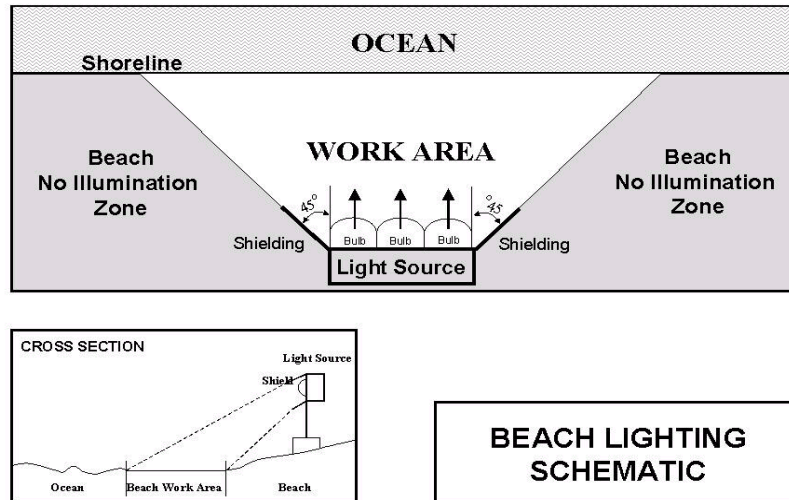 OCEAN
Shoreline
WORK AREA
Beach
No Illumination
Zone
Beach
No Illumination
Zone
45°
°45
Shielding
Bulb
Bulb
Bulb
Shielding
Light Source
CROSS SECTION
Light Source
Shield
Ocean
Beach Work Area
Beach
BEACH LIGHTING
SCHEMATIC